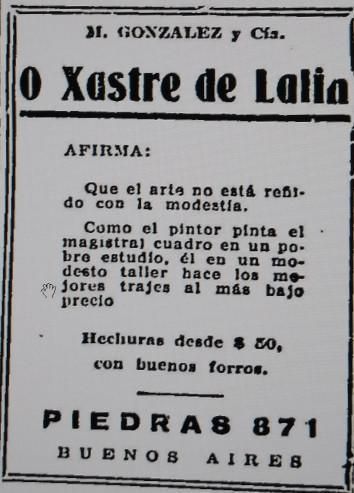 M. GONZALEZ y Cía.
O Xastre de Lalin
AFIRMA:
Que el arte no está reñi-
do con la modestia.
Como el pintor pinta el
magistral cuadro en un po-
bre estudio, él en un mo-
desto taller hace los me-
jores trajes al más bajo
precio
Hechuras desde $ 50,
con buenos forros.
PIEDRAS 871
BUENOS AIRES